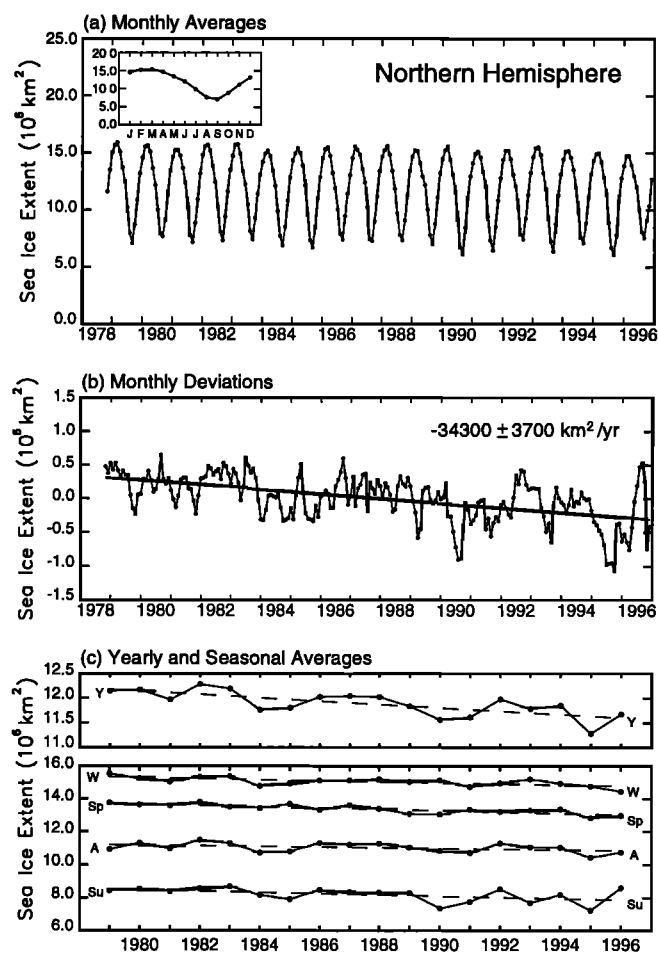 (a) Monthly Averages
25.0
20.0
15.0
10.0
5.0
0.0
Sea Ice Extent (10⁶ km²)
20 0
15.0
10.0
5.0
0.0
J F M A M J J A S O N D
Northern Hemisphere
1978 1980 1982 1984 1986 1988 1990 1992 1994 1996
(b) Monthly Deviations
1.5
1.0
0.5
0.0
-0.5
-1.0
-1.5
Sea Ice Extent (10⁶ km²)
-34300 ± 3700 km²/yr
1978 1980 1982 1984 1986 1988 1990 1992 1994 1996
(c) Yearly and Seasonal Averages
12.5
12.0
11.5
11.0
Y Y
16.0
14.0
12.0
10.0
8.0
6.0
Sea Ice Extent (10⁶ km²)
W W
Sp Sp
A A
Su Su
1980 1982 1984 1986 1988 1990 1992 1994 1996